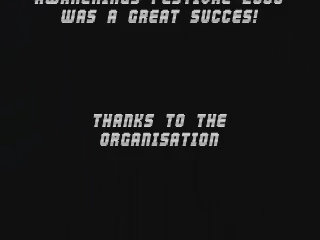 AWAKENINGS FESTIVAL
WAS A GREAT SUCCES!
THANKS TO THE
ORGANISATION